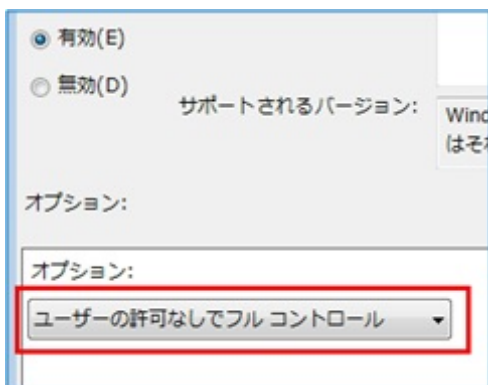 有効(E)
無効(D)
サポートされるバージョン:
オプション:
オプション:
ユーザーの許可なしでフル コントロール